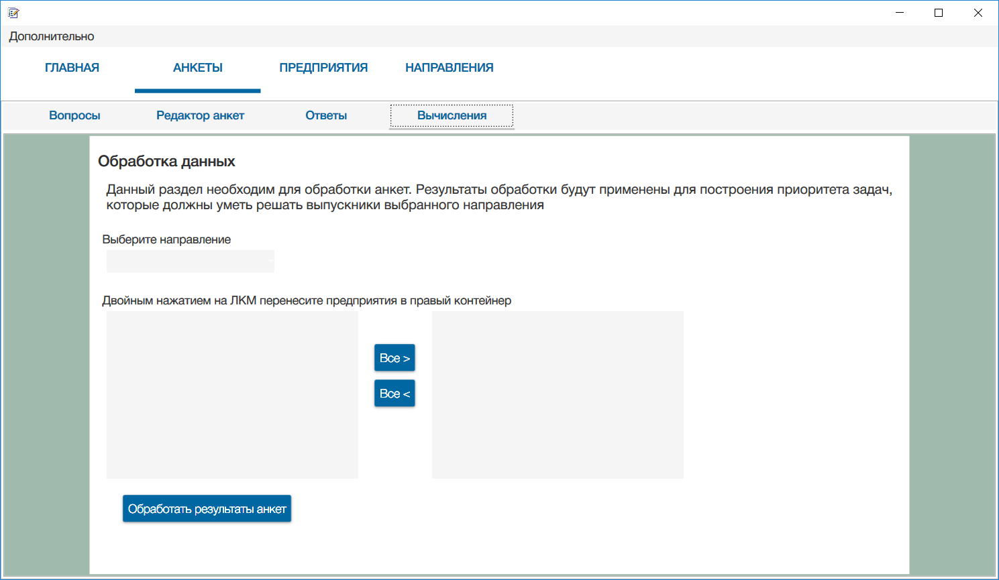 Дополнительно
ГЛАВНАЯ АНКЕТЫ ПРЕДПРИЯТИЯ НАПРАВЛЕНИЯ
Вопросы Редактор анкет Ответы Вычисления
Обработка данных
Данный раздел необходим для обработки анкет. Результаты обработки будут применены для построения приоритета задач,
которые должны уметь решать выпускники выбранного направления
Выберите направление
Двойным нажатием на ЛКМ перенесите предприятия в правый контейнер
Все >
Все <
Обработать результаты анкет